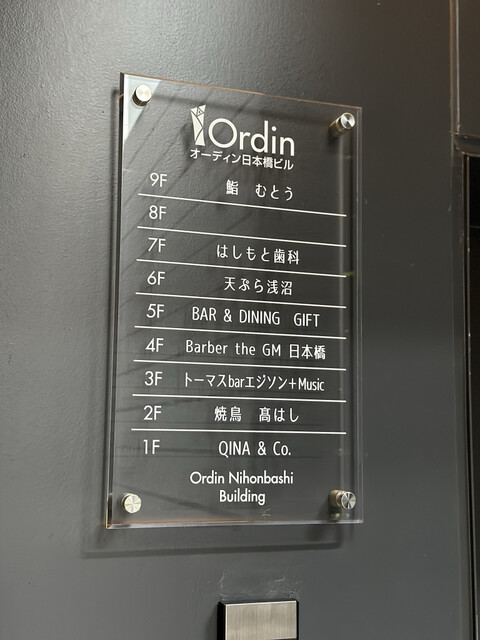 Ordin
オーディン日本橋ビル
9F 鮨 むとう
8F
7F はしもと歯科
6F 天ぷら浅沼
5F BAR & DINING GIFT
4F Barber the GM 日本橋
3F トーマスbarエジソン+Music
2F 焼鳥 髙はし
1F QINA & Co.
Ordin Nihonbashi
Building